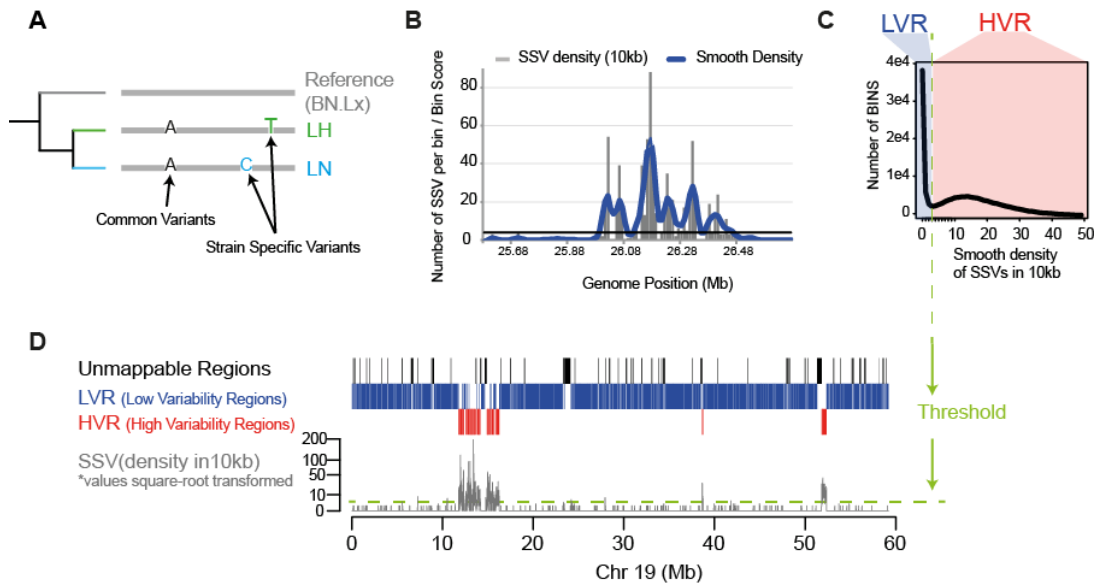 A
Reference
(BN.Lx)
A
T
LH
A
C
LN
Common Variants
Strain Specific Variants
B
SSV density (10kb)
Smooth Density
Number of SSV per bin / Bin Score
80
60
40
20
0
25.68
25.88
26.08
26.28
26.48
Genome Position (Mb)
C
LVR
HVR
Number of BINS
4e4
3e4
2e4
1e4
0
0
10
20
30
40
50
Smooth density
of SSVs in 10kb
D
Unmappable Regions
LVR (Low Variability Regions)
HVR (High Variability Regions)
SSV(density in10kb)
*values square-root transformed
200
100
50
10
0
Threshold
0
10
20
30
40
50
60
Chr 19 (Mb)